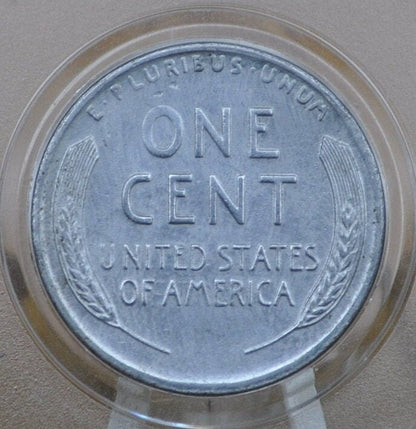 E·PLURIBUS·UNUM
ONE
CENT
UNITED STATES
OF AMERICA